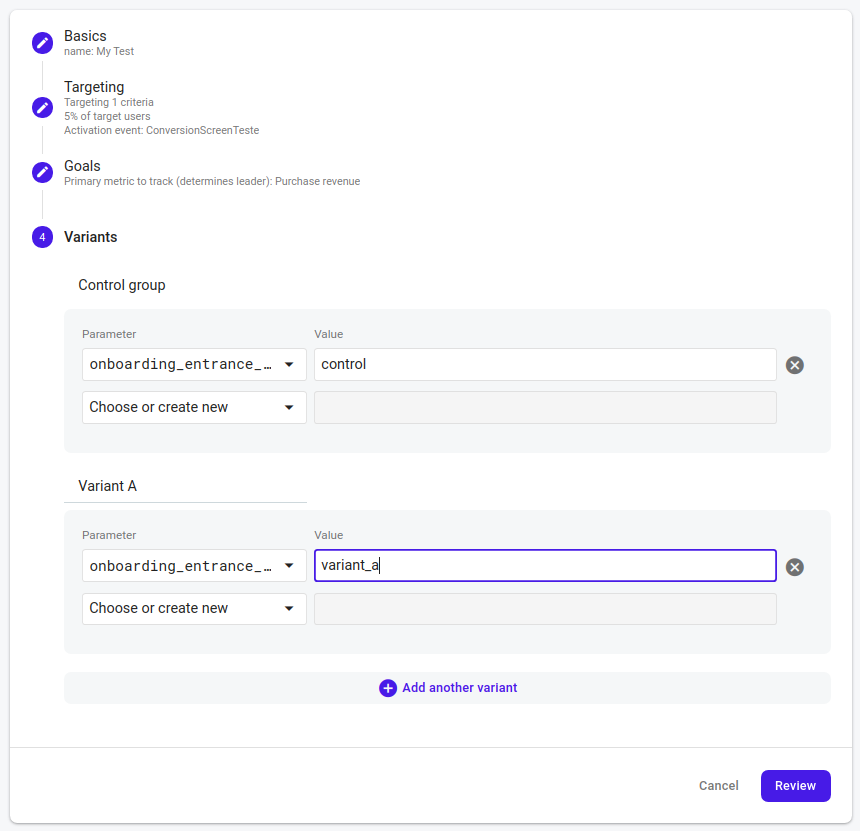 Basics
name: My Test
Targeting
Targeting 1 criteria
5% of target users
Activation event: ConversionScreenTeste
Goals
Primary metric to track (determines leader): Purchase revenue
4 Variants
Control group
Parameter Value
onboarding_entrance_… control
Choose or create new
Variant A
Parameter Value
onboarding_entrance_… variant_a
Choose or create new
Add another variant
Cancel Review